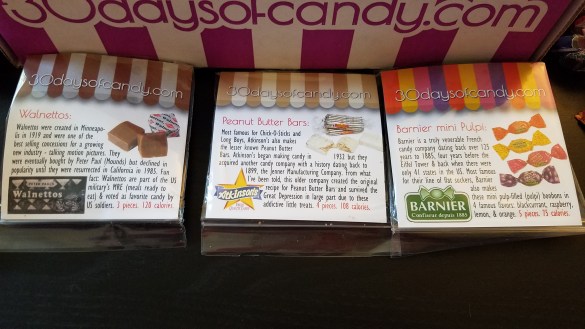 30daysofcandy.com
30daysofcandy.com
Walnettos:
Walnettos were created in Minneapo-
lis in 1919 and were one of the
best selling concessions for a growing
new industry - talking motion pictures. They
were eventually bought by Peter Paul (Mounds) but declined in
popularity until they were resurrected in California in 1985. Fun
fact: Walnettos are part of the US
military's MRE (meals ready to
eat) & voted as favorite candy by
US soldiers. 3 pieces. 120 calories.
Walnettos
30daysofcandy.com
Peanut Butter Bars:
Most famous for Chick-O-Sticks and
Long Boys, Atkinson's also makes
the lesser known Peanut Butter
Bars. Atkinson's began making candy in 1932 but they
acquired another candy company with a history dating back to
1899, the Jenner Manufacturing Company. From what
I've been told, this older company created the original
recipe for Peanut Butter Bars and survived the
Great Depression in large part due to these
addictive little treats. 4 pieces. 108 calories.
Atkinson's
30daysofcandy.com
Barnier mini Pulpi:
Barnier is a truly venerable French
candy company dating back over 125
years to 1885, four years before the
Eiffel Tower & back when there were
only 41 states in the US. Most famous
for their line of flat suckers, Barnier
also makes
these mini pulp-filled (pulpy) bonbons in
4 famous flavors: blackcurrant, raspberry,
lemon, & orange. 5 pieces. 75 calories.
BARNIER
Confiseur depuis 1885